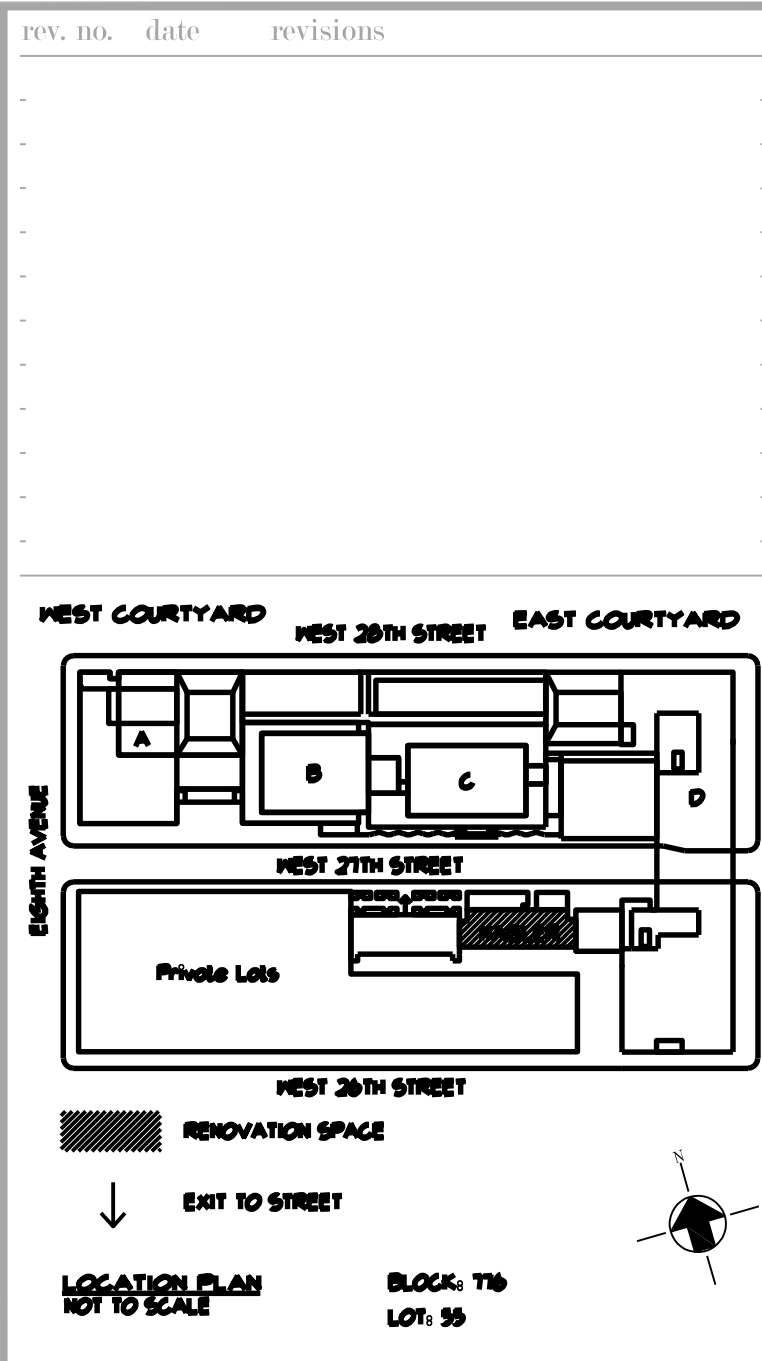 rev. no. date revisions
WEST COURTYARD
EAST COURTYARD
WEST 28TH STREET
A
B
C
D
EIGHTH AVENUE
WEST 27TH STREET
Private Lots
WEST 26TH STREET
RENOVATION SPACE
N
EXIT TO STREET
LOCATION PLAN
NOT TO SCALE
BLOCK: 776
LOT: